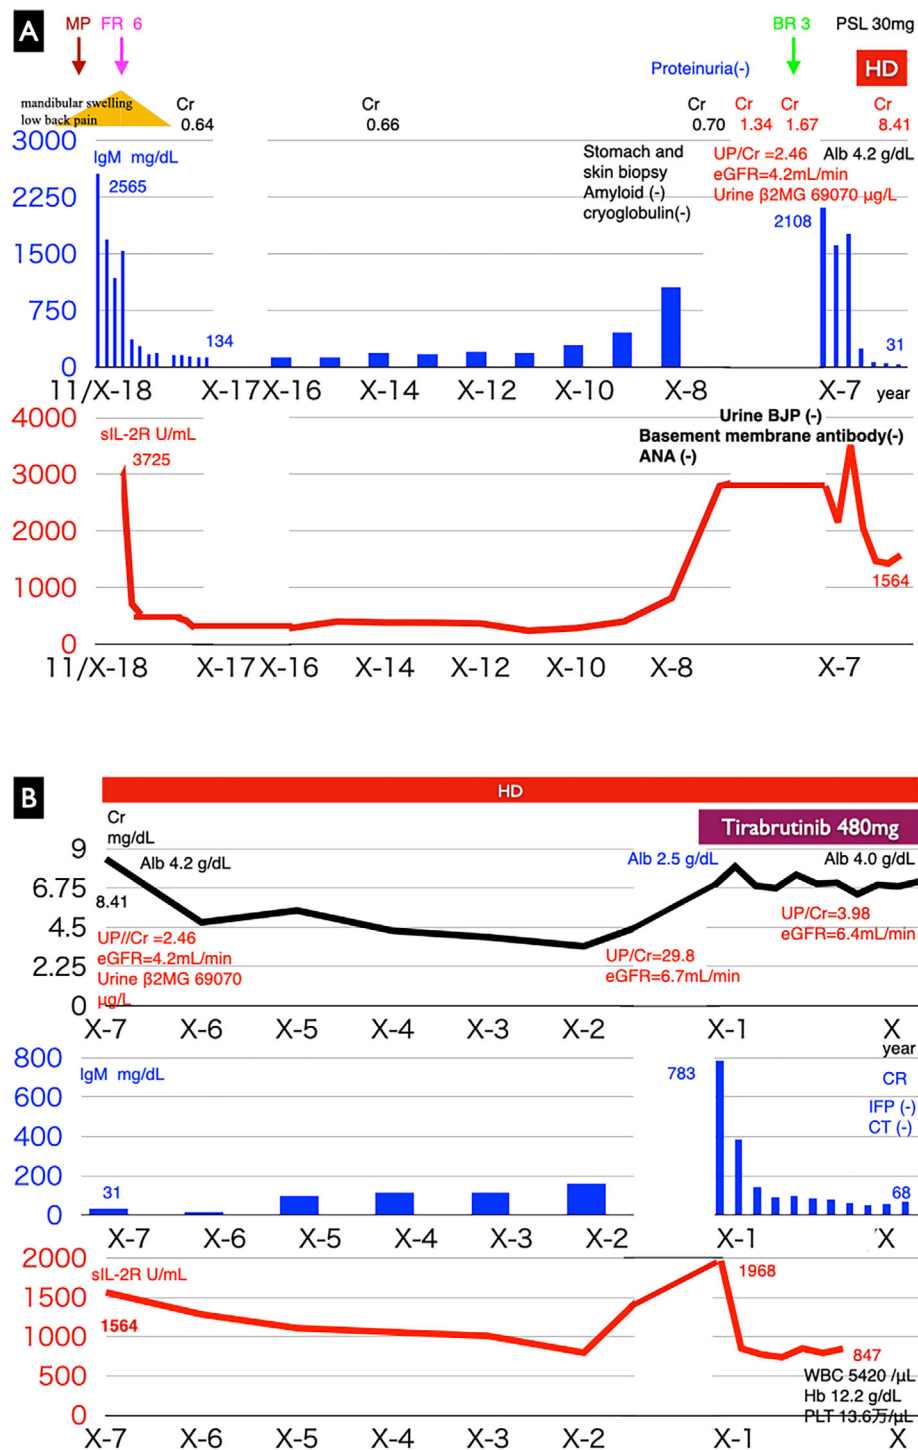 A
MP FR 6 BR 3 PSL 30mg
Proteinuria(-) HD
mandibular swelling
low back pain
Cr Cr Cr Cr Cr Cr
0.64 0.66 0.70 1.34 1.67 8.41
3000
IgM mg/dL
2565
2250
1500
750
0
134
Stomach and
skin biopsy
Amyloid (-)
cryoglobulin(-)
UP/Cr =2.46 Alb 4.2 g/dL
eGFR=4.2mL/min
Urine β2MG 69070 µg/L
2108
31
11/X-18 X-17 X-16 X-14 X-12 X-10 X-8 X-7 year
4000
sIL-2R U/mL
3725
3000
2000
1000
0
Urine BJP (-)
Basement membrane antibody(-)
ANA (-)
1564
11/X-18 X-17 X-16 X-14 X-12 X-10 X-8 X-7
B
HD
Cr
mg/dL
Tirabrutinib 480mg
9
Alb 4.2 g/dL Alb 2.5 g/dL Alb 4.0 g/dL
6.75
8.41
4.5
2.25
0
UP//Cr =2.46
eGFR=4.2mL/min
Urine β2MG 69070
µg/L
UP/Cr=29.8
eGFR=6.7mL/min
UP/Cr=3.98
eGFR=6.4mL/min
X-7 X-6 X-5 X-4 X-3 X-2 X-1 X
year
800
IgM mg/dL
600
400
200
0
31
783
CR
IFP (-)
CT (-)
68
X-7 X-6 X-5 X-4 X-3 X-2 X-1 X
2000
sIL-2R U/mL
1500
1564
1000
500
0
1968
847
WBC 5420 /µL
Hb 12.2 g/dL
PLT 13.6万/µL
X-7 X-6 X-5 X-4 X-3 X-2 X-1 X